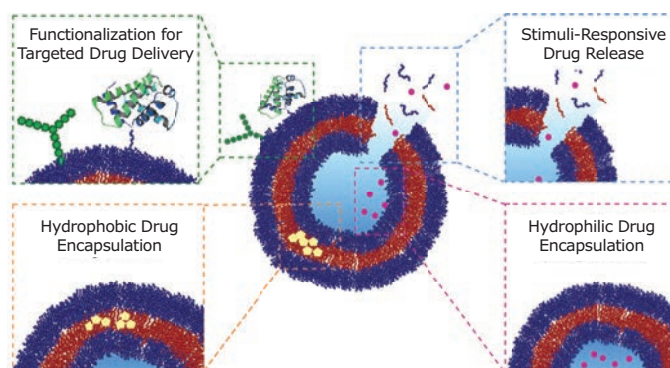 Functionalization for
Targeted Drug Delivery
Stimuli-Responsive
Drug Release
Hydrophobic Drug
Encapsulation
Hydrophilic Drug
Encapsulation